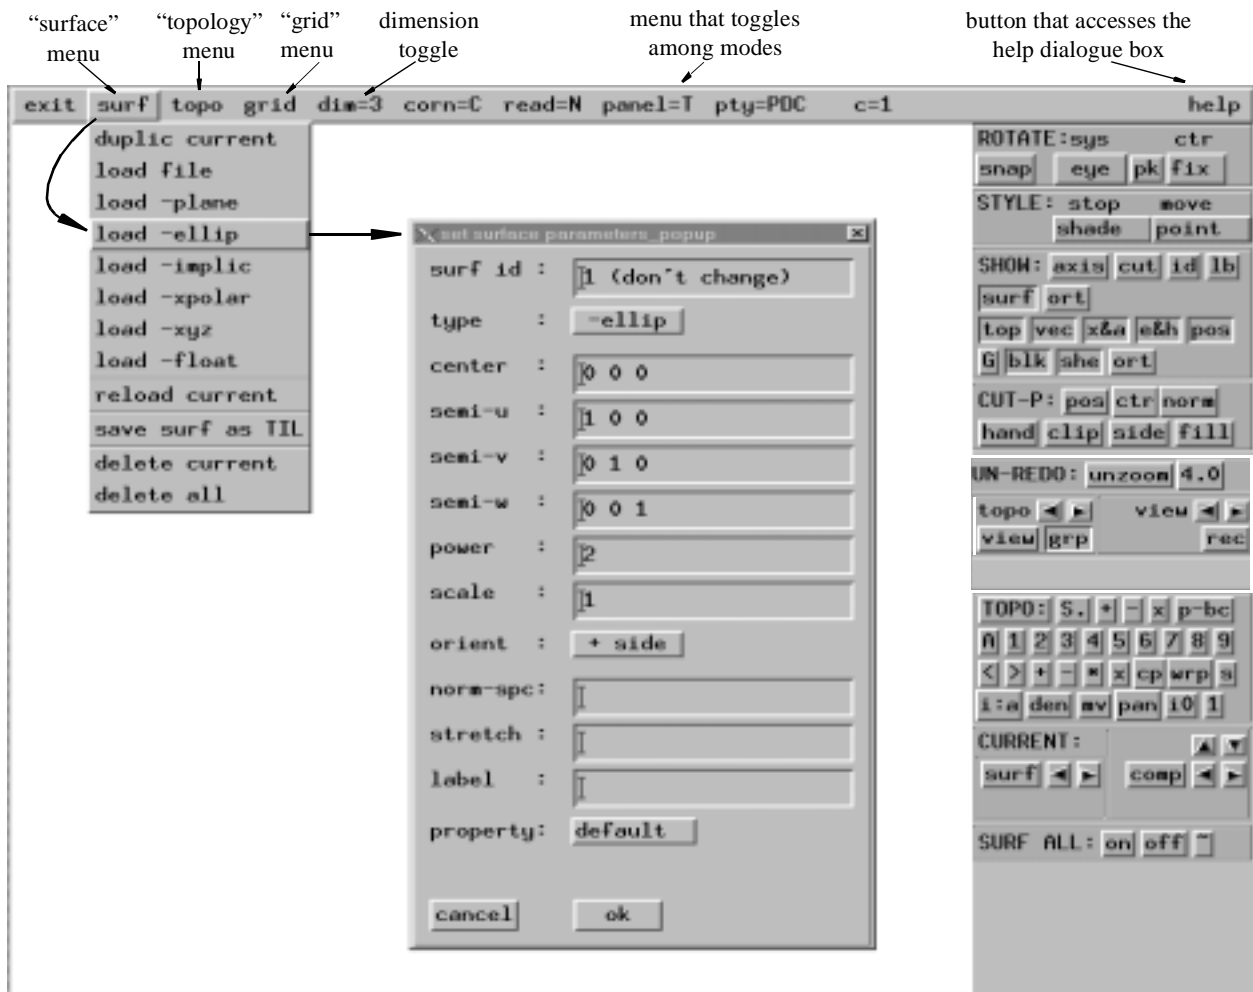 “surface” “topology” “grid” dimension menu that toggles button that accesses the
menu menu menu toggle among modes help dialogue box
exit surf topo grid dim=3 corn=C read=N panel=T pty=PDC c=1 help
duplic current
load file
load -plane
load -ellip
load -implic
load -xpolar
load -xyz
load -float
reload current
save surf as TIL
delete current
delete all
set surface parameters_popup
surf id : 1 (don't change)
type : -ellip
center : 0 0 0
semi-u : 1 0 0
semi-v : 0 1 0
semi-w : 0 0 1
power : 2
scale : 1
orient : + side
norm-spc:
stretch :
label :
property: default
cancel ok
ROTATE: sys ctr
snap eye pk fix
STYLE: stop move
shade point
SHOW: axis cut id lb
surf ort
top vec x&a e&h pos
G blk she ort
CUT-P: pos ctr norm
hand clip side fill
UN-REDO: unzoom 4.0
topo view
view grp rec
TOPO: S. + - x p-bc
A 1 2 3 4 5 6 7 8 9
< > + - * x cp wrp s
i:a den mv pan i0 1
CURRENT:
surf comp
SURF ALL: on off ~